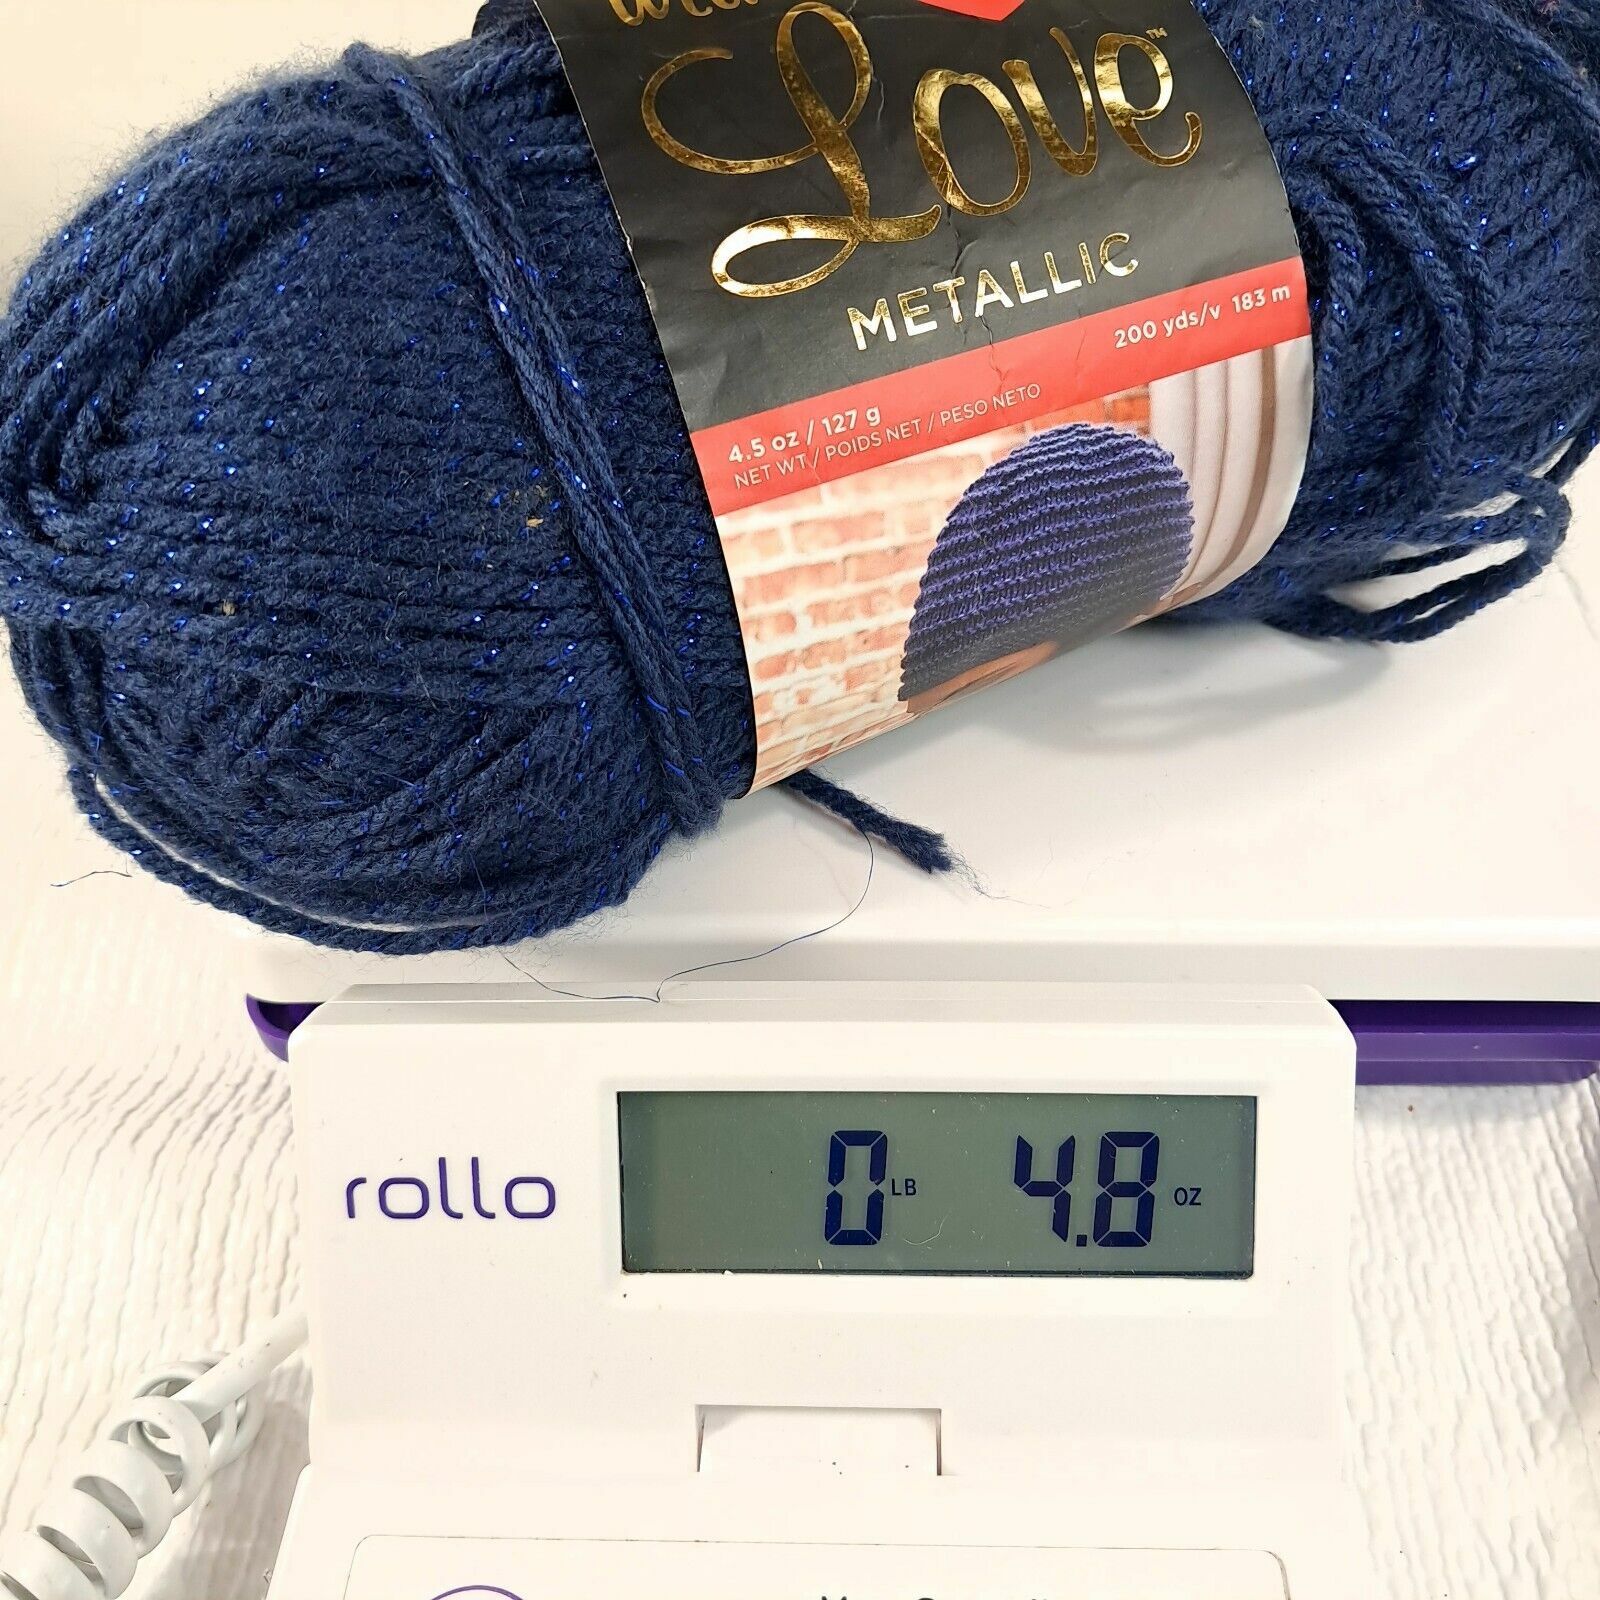 Love™
METALLIC
200 yds/v 183 m
4.5 oz / 127 g
NET WT / POIDS NET / PESO NETO
rollo
0 LB 4.8 OZ